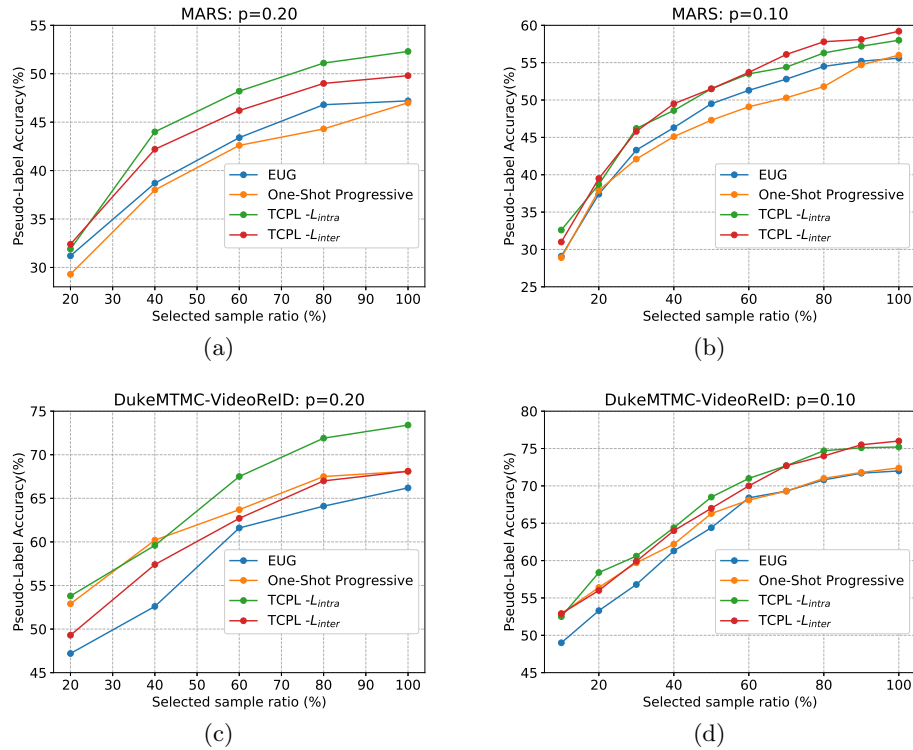 MARS: p=0.20
55
50
45
40
35
30
Pseudo-Label Accuracy(%)
EUG
One-Shot Progressive
TCPL -L_intra
TCPL -L_inter
20 30 40 50 60 70 80 90 100
Selected sample ratio (%)
(a)
MARS: p=0.10
60
55
50
45
40
35
30
25
Pseudo-Label Accuracy(%)
EUG
One-Shot Progressive
TCPL -L_intra
TCPL -L_inter
20 40 60 80 100
Selected sample ratio (%)
(b)
DukeMTMC-VideoReID: p=0.20
75
70
65
60
55
50
45
Pseudo-Label Accuracy(%)
EUG
One-Shot Progressive
TCPL -L_intra
TCPL -L_inter
20 30 40 50 60 70 80 90 100
Selected sample ratio (%)
(c)
DukeMTMC-VideoReID: p=0.10
80
75
70
65
60
55
50
45
Pseudo-Label Accuracy(%)
EUG
One-Shot Progressive
TCPL -L_intra
TCPL -L_inter
20 40 60 80 100
Selected sample ratio (%)
(d)